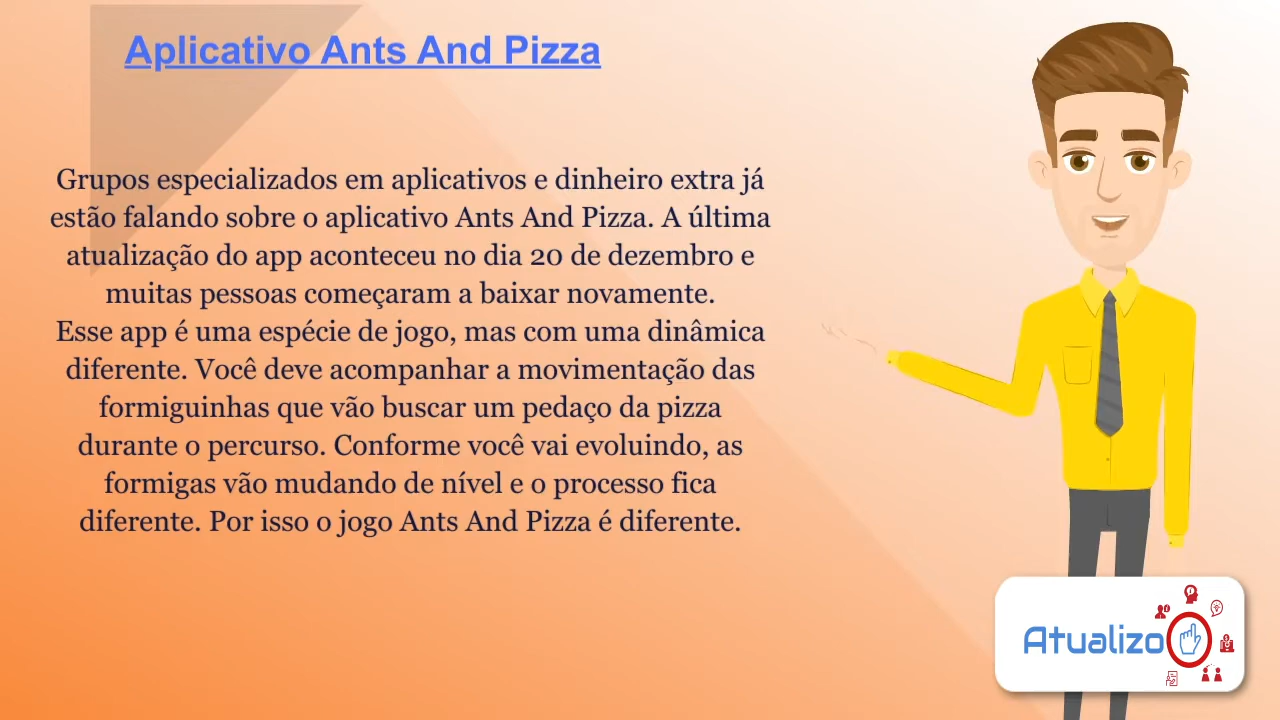 Aplicativo Ants And Pizza
Grupos especializados em aplicativos e dinheiro extra já
estão falando sobre o aplicativo Ants And Pizza. A última
atualização do app aconteceu no dia 20 de dezembro e
muitas pessoas começaram a baixar novamente.
Esse app é uma espécie de jogo, mas com uma dinâmica
diferente. Você deve acompanhar a movimentação das
formiguinhas que vão buscar um pedaço da pizza
durante o percurso. Conforme você vai evoluindo, as
formigas vão mudando de nível e o processo fica
diferente. Por isso o jogo Ants And Pizza é diferente.
Atualizo